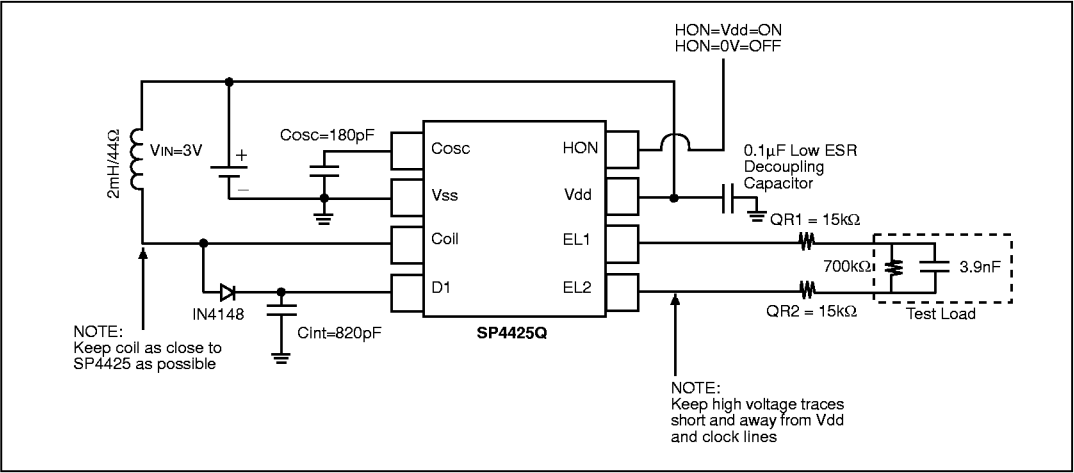 HON=Vdd=ON
HON=0V=OFF
2mH/44Ω
VIN=3V
+
–
Cosc=180pF
Cosc
HON
Vss
Vdd
Coil
EL1
D1
EL2
0.1µF Low ESR
Decoupling
Capacitor
QR1 = 15kΩ
700kΩ
3.9nF
QR2 = 15kΩ
Test Load
IN4148
Cint=820pF
SP4425Q
NOTE:
Keep coil as close to
SP4425 as possible
NOTE:
Keep high voltage traces
short and away from Vdd
and clock lines